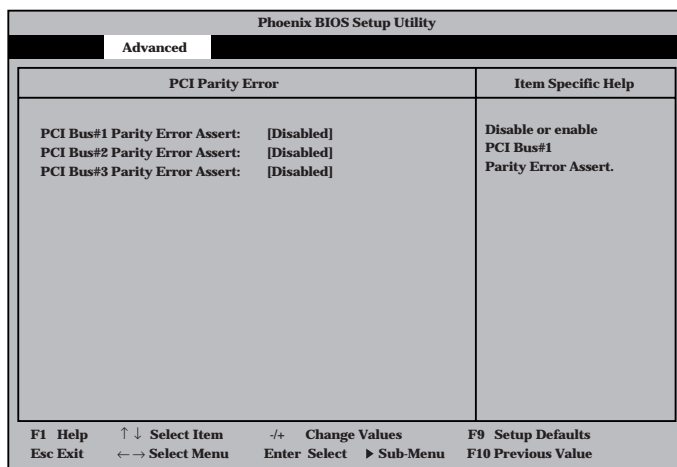 Phoenix BIOS Setup Utility
Advanced
PCI Parity Error
Item Specific Help
PCI Bus#1 Parity Error Assert: [Disabled]
PCI Bus#2 Parity Error Assert: [Disabled]
PCI Bus#3 Parity Error Assert: [Disabled]
Disable or enable
PCI Bus#1
Parity Error Assert.
F1 Help ↑↓ Select Item -/+ Change Values F9 Setup Defaults
Esc Exit ←→ Select Menu Enter Select ▶ Sub-Menu F10 Previous Value